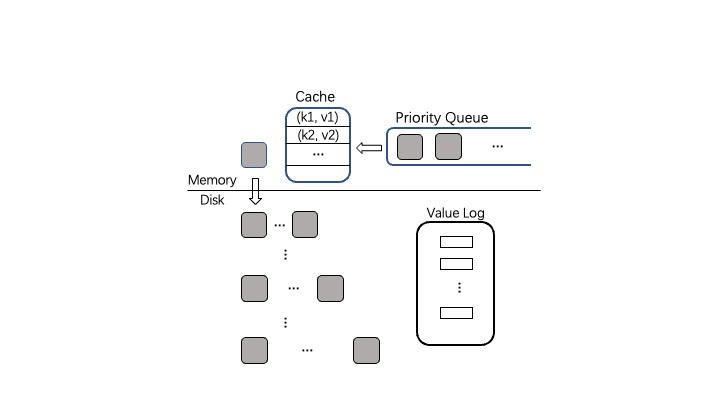 Cache
(k1, v1)
(k2, v2)
...
Priority Queue
...
Memory
Disk
...
...
...
...
...
Value Log
...